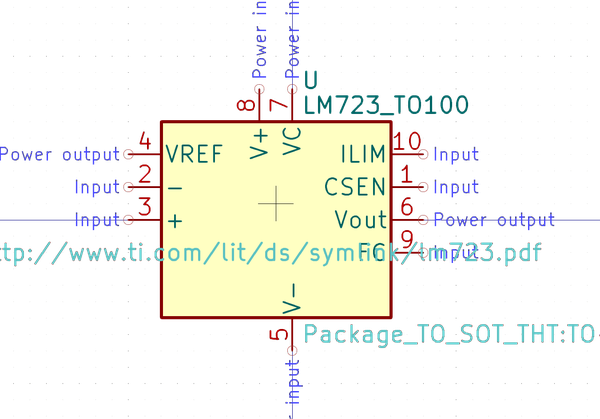 Power in
Power in
U
LM723_TO100
8
7
V+
VC
Power output
4
VREF
ILIM
10
Input
Input
2
-
CSEN
1
Input
Input
3
+
Vout
6
Power output
ttp://www.ti.com/lit/ds/symlink/lm723.pdf
FC
9
Input
V-
5
Package_TO_SOT_THT:TO-
r input